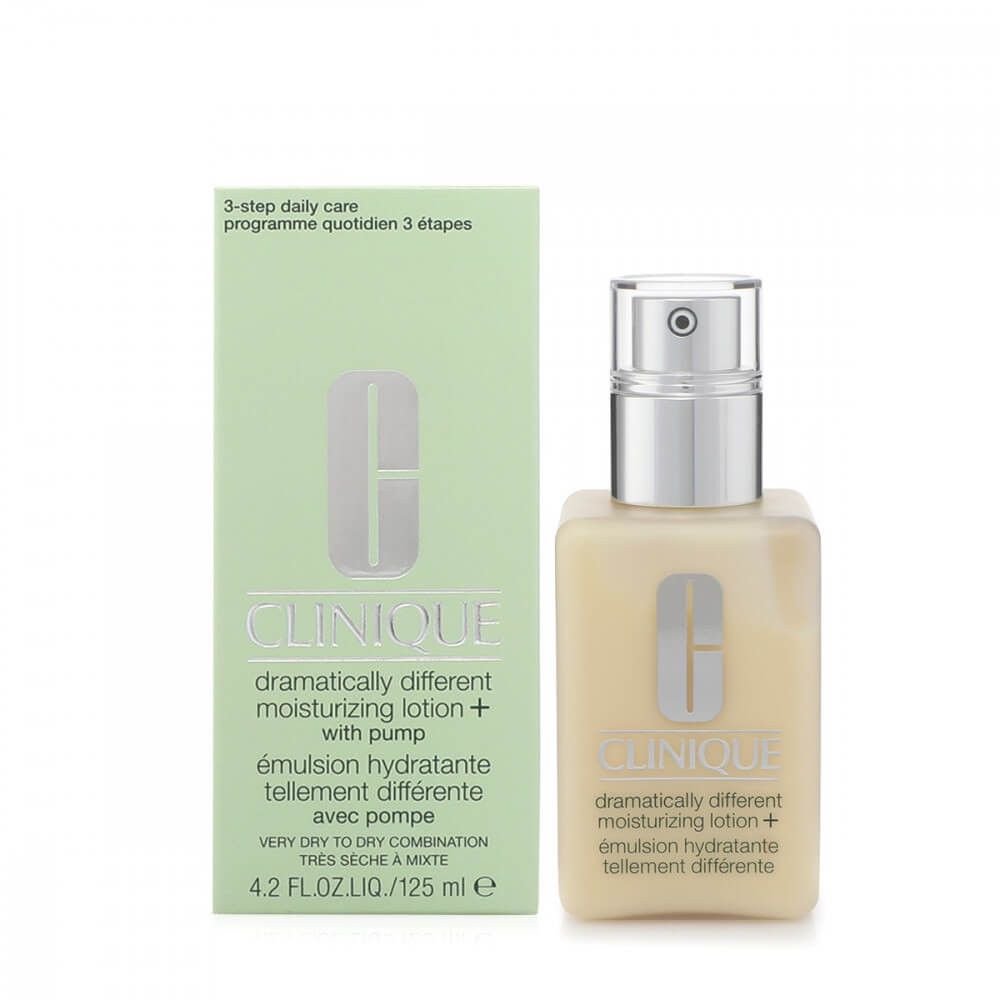 3-step daily care
programme quotidien 3 étapes
C
CLINIQUE
dramatically different
moisturizing lotion +
with pump
émulsion hydratante
tellement différente
avec pompe
VERY DRY TO DRY COMBINATION
TRÈS SÈCHE À MIXTE
4.2 FL.OZ.LIQ./125 ml ℮
C
CLINIQUE
dramatically different
moisturizing lotion +
émulsion hydratante
tellement différente